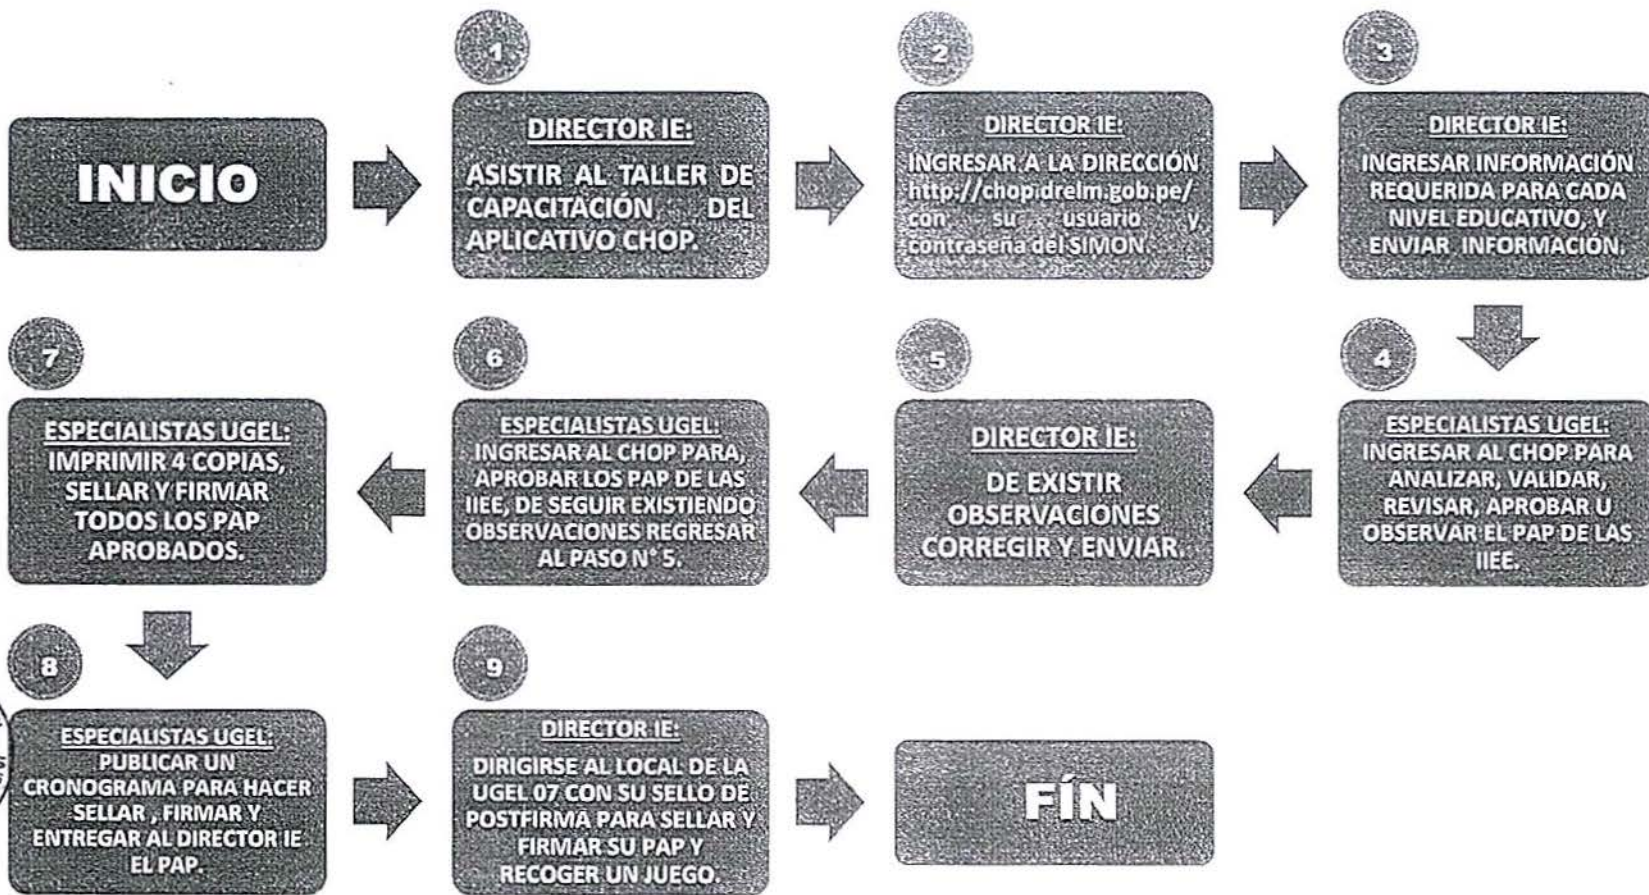 INICIO
1
DIRECTOR IE:
ASISTIR AL TALLER DE
CAPACITACIÓN DEL
APLICATIVO CHOP.
2
DIRECTOR IE:
INGRESAR A LA DIRECCIÓN
http://chop.drelm.gob.pe/
con su usuario y
contraseña del SIMON.
3
DIRECTOR IE:
INGRESAR INFORMACIÓN
REQUERIDA PARA CADA
NIVEL EDUCATIVO, Y
ENVIAR INFORMACIÓN.
4
ESPECIALISTAS UGEL:
INGRESAR AL CHOP PARA
ANALIZAR, VALIDAR,
REVISAR, APROBAR U
OBSERVAR EL PAP DE LAS
IIEE.
5
DIRECTOR IE:
DE EXISTIR
OBSERVACIONES
CORREGIR Y ENVIAR.
6
ESPECIALISTAS UGEL:
INGRESAR AL CHOP PARA,
APROBAR LOS PAP DE LAS
IIEE, DE SEGUIR EXISTIENDO
OBSERVACIONES REGRESAR
AL PASO N° 5.
7
ESPECIALISTAS UGEL:
IMPRIMIR 4 COPIAS,
SELLAR Y FIRMAR
TODOS LOS PAP
APROBADOS.
8
ESPECIALISTAS UGEL:
PUBLICAR UN
CRONOGRAMA PARA HACER
SELLAR , FIRMAR Y
ENTREGAR AL DIRECTOR IE
EL PAP.
9
DIRECTOR IE:
DIRIGIRSE AL LOCAL DE LA
UGEL 07 CON SU SELLO DE
POSTFIRMA PARA SELLAR Y
FIRMAR SU PAP Y
RECOGER UN JUEGO.
FÍN